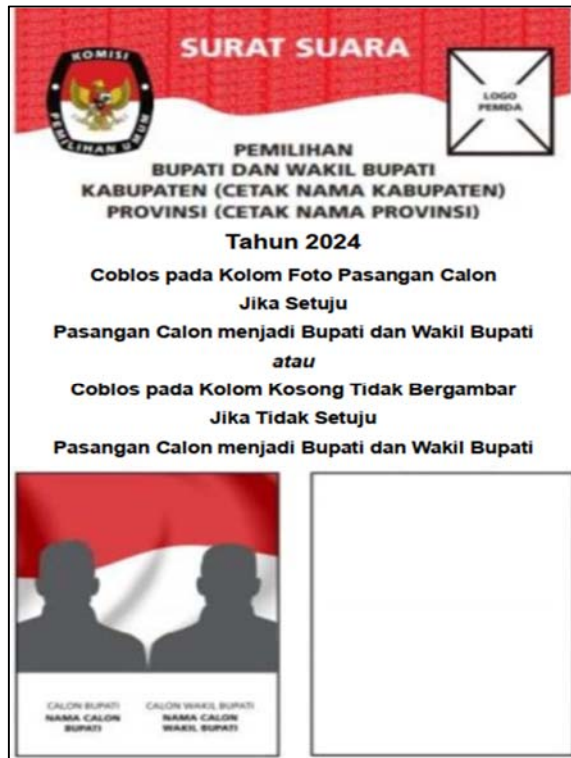 KOMISI
PEMILIHAN UMUM
SURAT SUARA
LOGO
PEMDA
PEMILIHAN
BUPATI DAN WAKIL BUPATI
KABUPATEN (CETAK NAMA KABUPATEN)
PROVINSI (CETAK NAMA PROVINSI)
Tahun 2024
Coblos pada Kolom Foto Pasangan Calon
Jika Setuju
Pasangan Calon menjadi Bupati dan Wakil Bupati
atau
Coblos pada Kolom Kosong Tidak Bergambar
Jika Tidak Setuju
Pasangan Calon menjadi Bupati dan Wakil Bupati
CALON BUPATI
NAMA CALON
BUPATI
CALON WAKIL BUPATI
NAMA CALON
WAKIL BUPATI